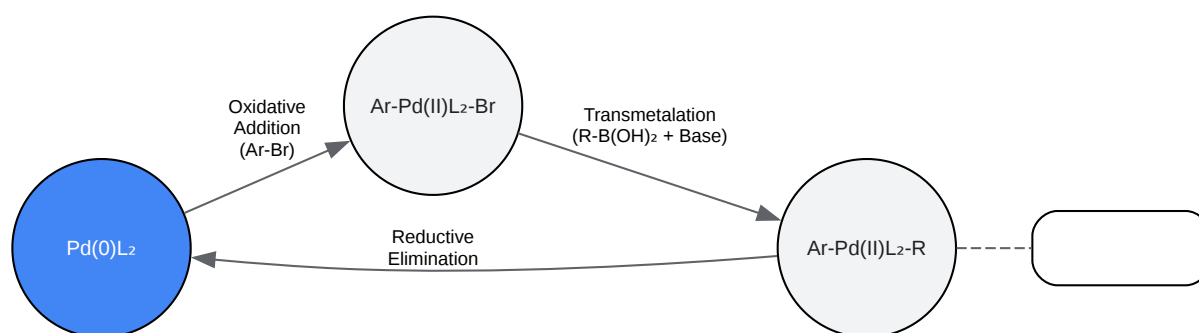 Pd(0)L₂
Oxidative
Addition
(Ar-Br)
Ar-Pd(II)L₂-Br
Transmetalation
(R-B(OH)₂ + Base)
Ar-Pd(II)L₂-R
Reductive
Elimination